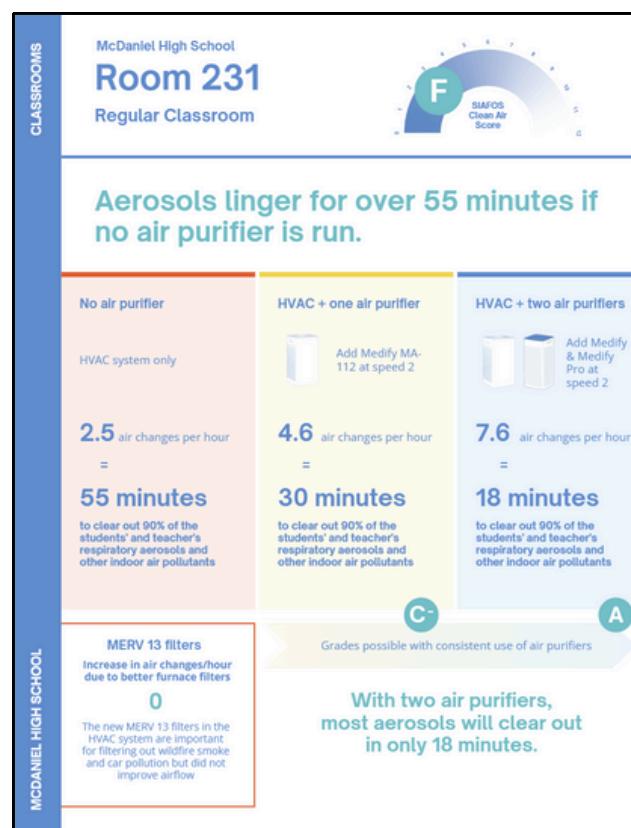 CLASSROOMS
McDaniel High School
Room 231
Regular Classroom
F
SIAFOS
Clean Air
Score
Aerosols linger for over 55 minutes if
no air purifier is run.
No air purifier
HVAC system only
2.5 air changes per hour
=
55 minutes
to clear out 90% of the
students' and teacher's
respiratory aerosols and
other indoor air pollutants
HVAC + one air purifier
Add Medify MA-
112 at speed 2
4.6 air changes per hour
=
30 minutes
to clear out 90% of the
students' and teacher's
respiratory aerosols and
other indoor air pollutants
HVAC + two air purifiers
Add Medify
& Medify
Pro at
speed 2
7.6 air changes per hour
=
18 minutes
to clear out 90% of the
students' and teacher's
respiratory aerosols and
other indoor air pollutants
MCDANIEL HIGH SCHOOL
MERV 13 filters
Increase in air changes/hour
due to better furnace filters
0
The new MERV 13 filters in the
HVAC system are important
for filtering out wildfire smoke
and car pollution but did not
improve airflow
C-
A
Grades possible with consistent use of air purifiers
With two air purifiers,
most aerosols will clear out
in only 18 minutes.